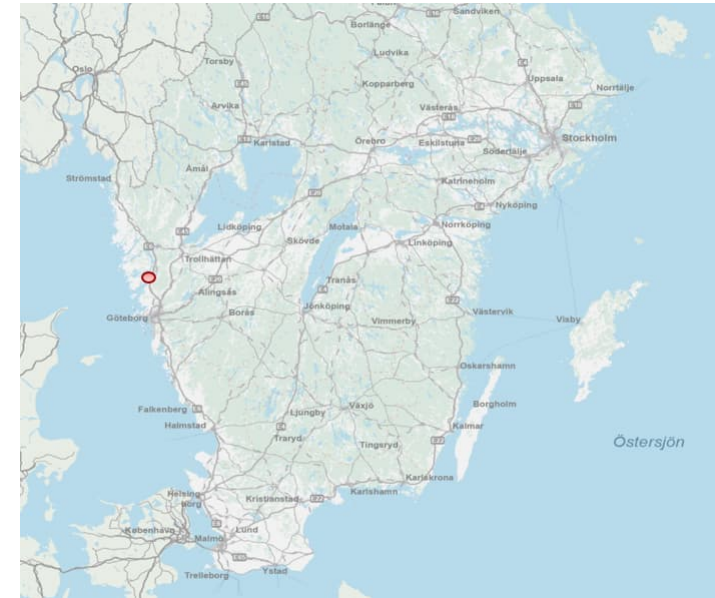 Sandviken
Borlänge
Torsby
Ludvika
Oslo
Uppsala
Kopparberg
Norrtälje
Arvika
Västerås
Karlstad
Örebro
Eskilstuna
Stockholm
Södertälje
Åmål
Strömstad
Katrineholm
Nyköping
Lidköping
Motala
Norrköping
Skövde
Linköping
Trollhättan
Tranås
Alingsås
Jönköping
Göteborg
Borås
Västervik
Visby
Vimmerby
Oskarshamn
Falkenberg
Växjö
Borgholm
Ljungby
Halmstad
Kalmar
Traryd
Tingsryd
Östersjön
Karlskrona
Helsing
borg
Kristianstad
Karlshamn
København
Lund
Malmö
Trelleborg
Ystad